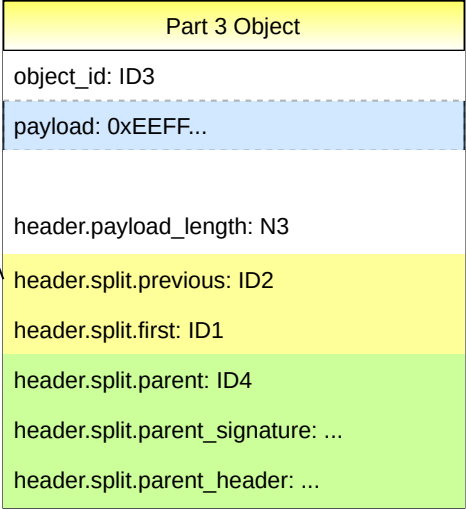 Part 3 Object
object_id: ID3
payload: 0xEEFF...
header.payload_length: N3
header.split.previous: ID2
header.split.first: ID1
header.split.parent: ID4
header.split.parent_signature: ...
header.split.parent_header: ...